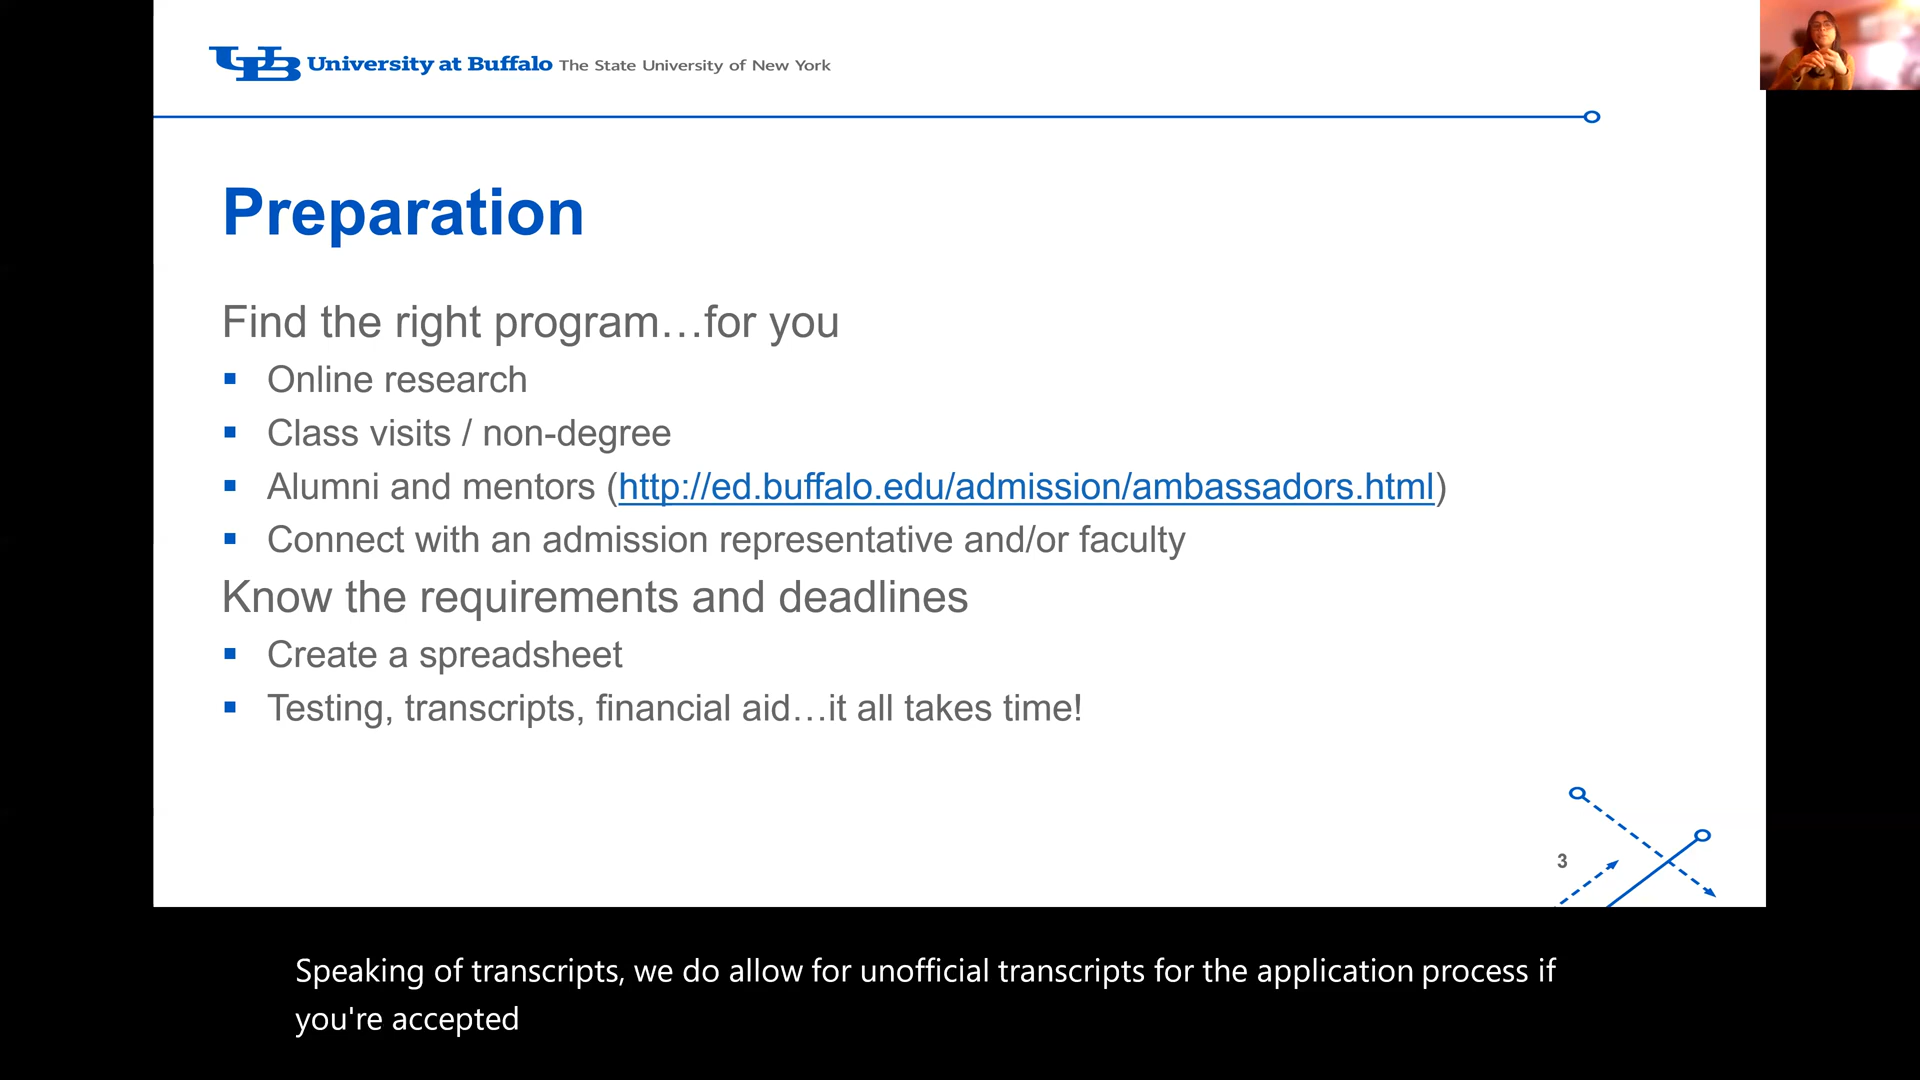 UB University at Buffalo The State University of New York
Preparation
Find the right program…for you
▪ Online research
▪ Class visits / non-degree
▪ Alumni and mentors (http://ed.buffalo.edu/admission/ambassadors.html)
▪ Connect with an admission representative and/or faculty
Know the requirements and deadlines
▪ Create a spreadsheet
▪ Testing, transcripts, financial aid…it all takes time!
3
Speaking of transcripts, we do allow for unofficial transcripts for the application process if
you're accepted